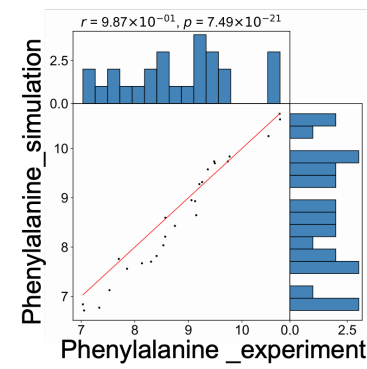 r = 9.87×10⁻⁰¹, p = 7.49×10⁻²¹
2.5
0.0
Phenylalanine_simulation
10
9
8
7
7 8 9 10 0.0 2.5
Phenylalanine _experiment